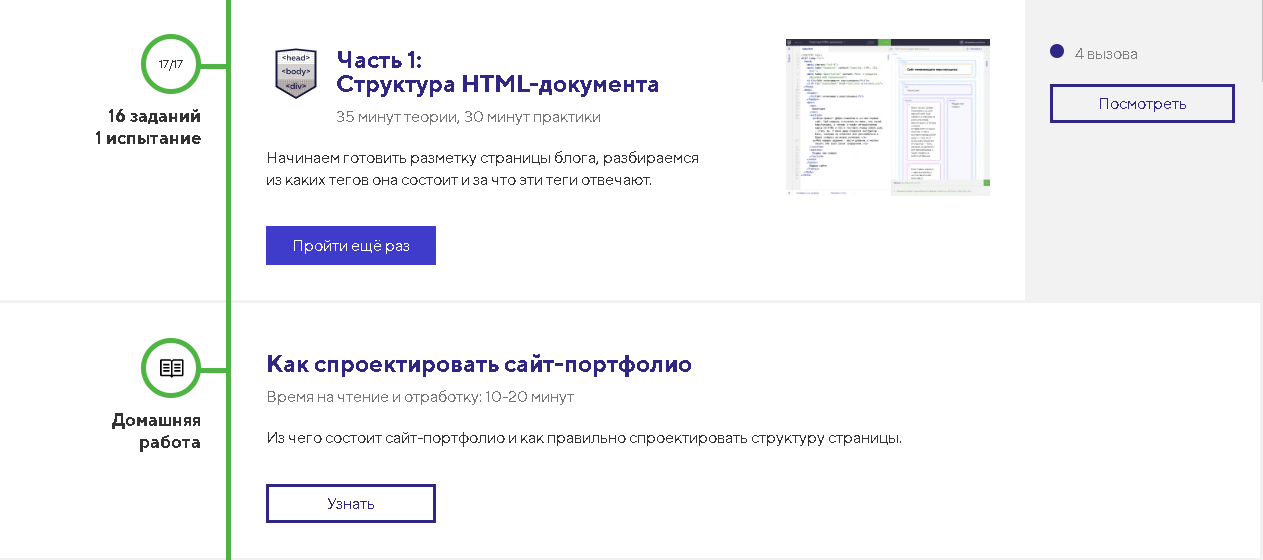 17/17
16 заданий
1 испытание
<head>
<body>
<div>
Часть 1:
Структура HTML-документа
35 минут теории, 30 минут практики
Начинаем готовить разметку страницы блога, разбираемся
из каких тегов она состоит и за что эти теги отвечают.
Пройти ещё раз
4 вызова
Посмотреть
Домашняя
работа
Как спроектировать сайт-портфолио
Время на чтение и отработку: 10-20 минут
Из чего состоит сайт-портфолио и как правильно спроектировать структуру страницы.
Узнать